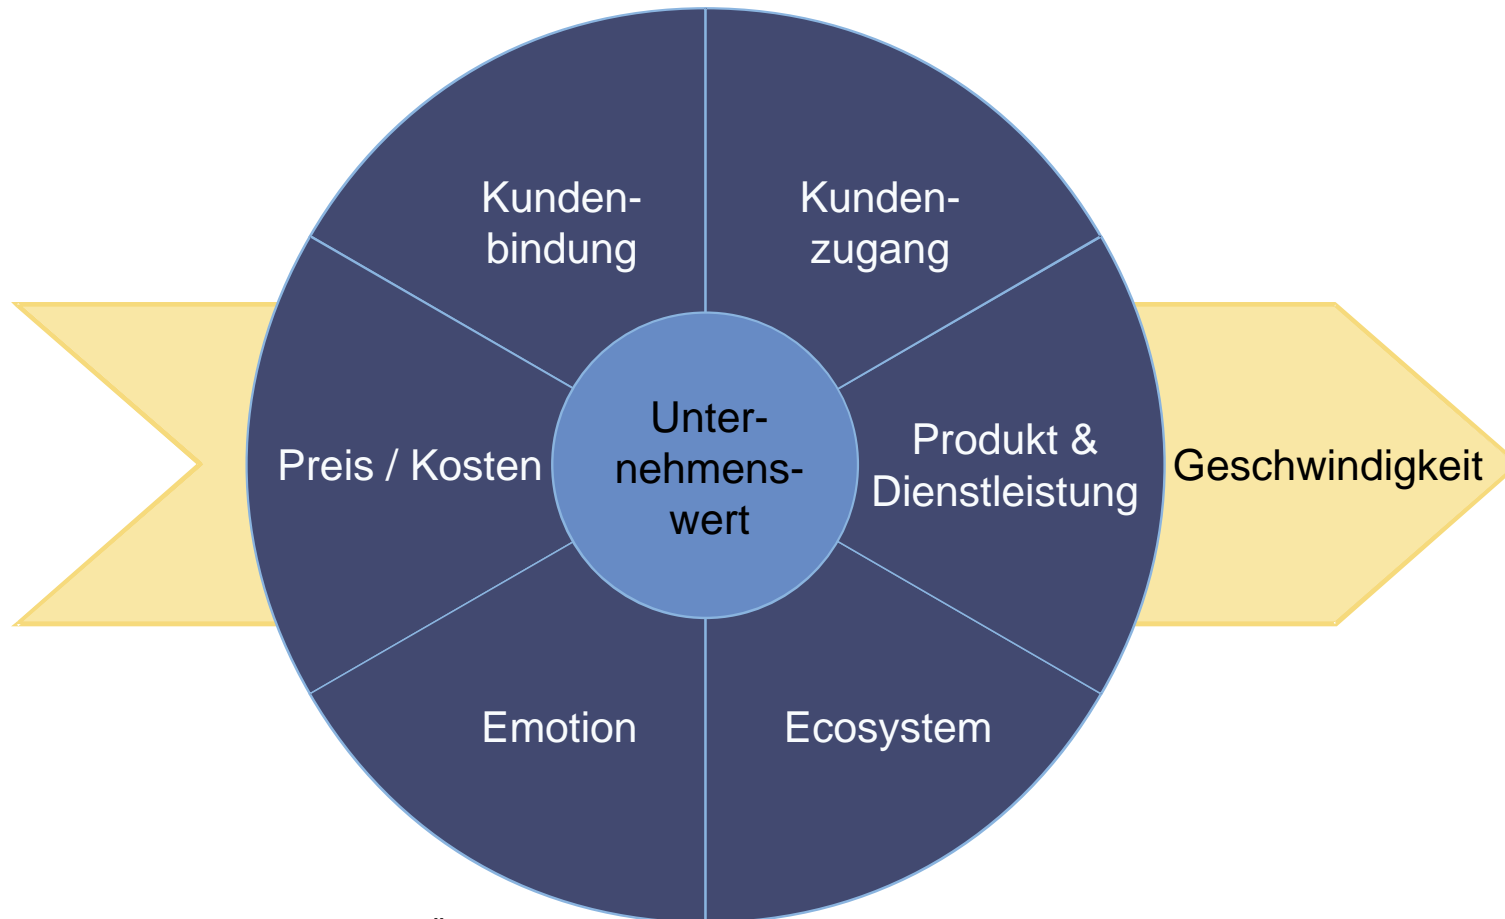 Kunden-
bindung
Kunden-
zugang
Preis / Kosten
Unter-
nehmens-
wert
Produkt &
Dienstleistung
Geschwindigkeit
Emotion
Ecosystem